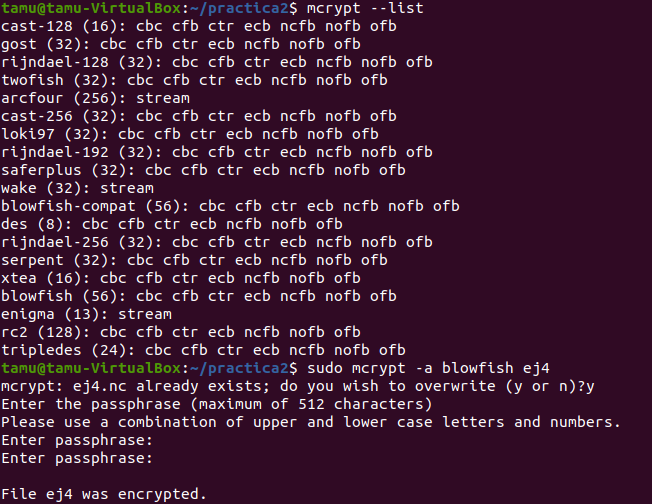 tamu@tamu-VirtualBox:~/practica2$ mcrypt --list
cast-128 (16): cbc cfb ctr ecb ncfb nofb ofb
gost (32): cbc cfb ctr ecb ncfb nofb ofb
rijndael-128 (32): cbc cfb ctr ecb ncfb nofb ofb
twofish (32): cbc cfb ctr ecb ncfb nofb ofb
arcfour (256): stream
cast-256 (32): cbc cfb ctr ecb ncfb nofb ofb
loki97 (32): cbc cfb ctr ecb ncfb nofb ofb
rijndael-192 (32): cbc cfb ctr ecb ncfb nofb ofb
saferplus (32): cbc cfb ctr ecb ncfb nofb ofb
wake (32): stream
blowfish-compat (56): cbc cfb ctr ecb ncfb nofb ofb
des (8): cbc cfb ctr ecb ncfb nofb ofb
rijndael-256 (32): cbc cfb ctr ecb ncfb nofb ofb
serpent (32): cbc cfb ctr ecb ncfb nofb ofb
xtea (16): cbc cfb ctr ecb ncfb nofb ofb
blowfish (56): cbc cfb ctr ecb ncfb nofb ofb
enigma (13): stream
rc2 (128): cbc cfb ctr ecb ncfb nofb ofb
tripledes (24): cbc cfb ctr ecb ncfb nofb ofb
tamu@tamu-VirtualBox:~/practica2$ sudo mcrypt -a blowfish ej4
mcrypt: ej4.nc already exists; do you wish to overwrite (y or n)?y
Enter the passphrase (maximum of 512 characters)
Please use a combination of upper and lower case letters and numbers.
Enter passphrase:
Enter passphrase:
File ej4 was encrypted.